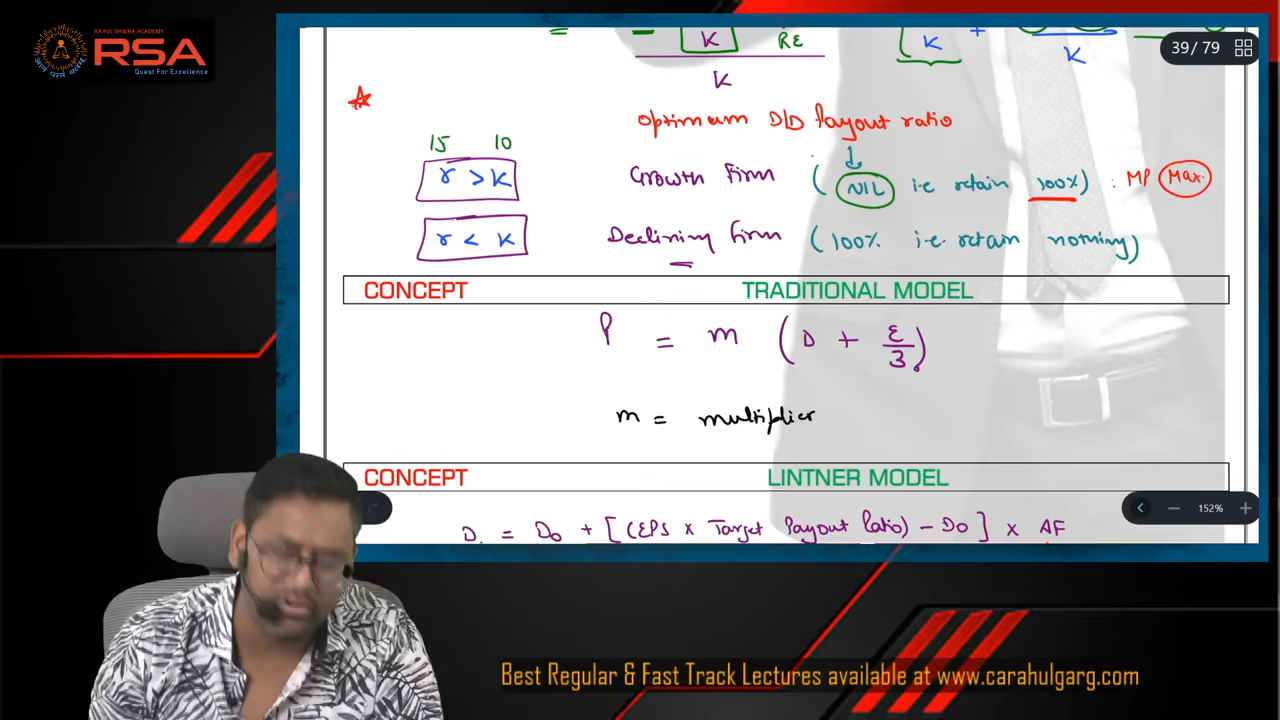 RAHUL SHIKHA ACADEMY
RSA
Quest For Excellence
39 / 79
= K RE K + K
K
optimum D/D Payout ratio
15 10
r > K Growth firm ( NIL i.e retain 100%) : MP Max.
r < K Declining firm (100% i.e. retain nothing)
CONCEPT TRADITIONAL MODEL
P = m (D + E/3)
m = multiplier
CONCEPT LINTNER MODEL
152%
D1 = D0 + [(EPS x Target Payout Ratio) - D0] x AF
Best Regular & Fast Track Lectures available at www.carahulgarg.com